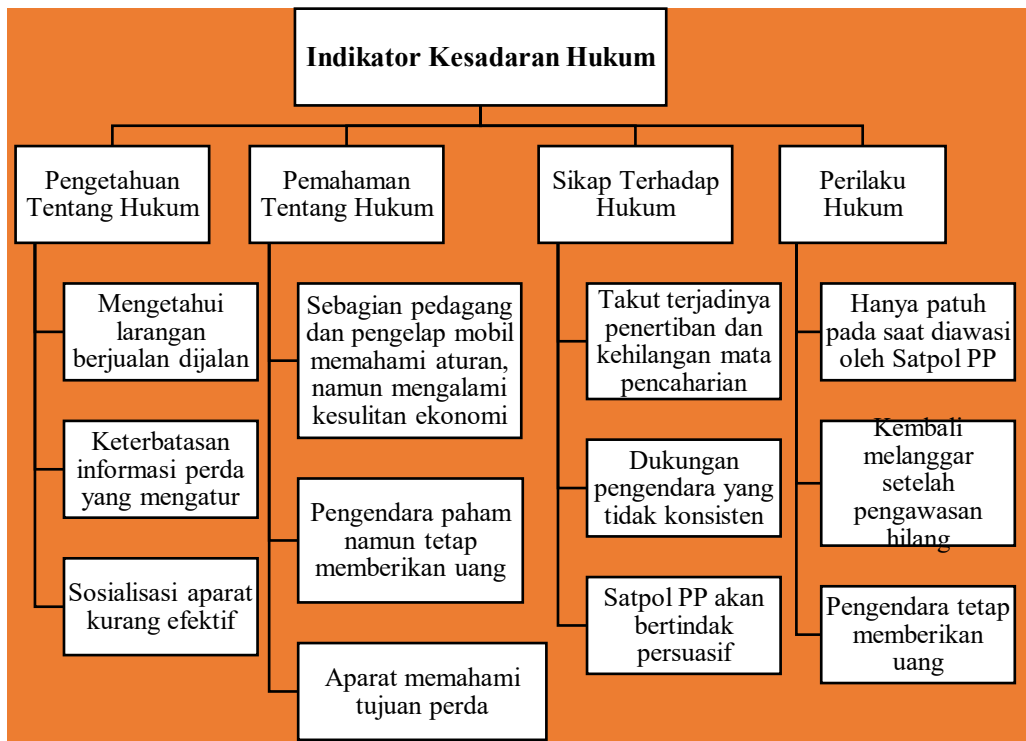 Indikator Kesadaran Hukum
Pengetahuan
Tentang Hukum
Mengetahui
larangan
berjualan dijalan
Keterbatasan
informasi perda
yang mengatur
Sosialisasi aparat
kurang efektif
Pemahaman
Tentang Hukum
Sebagian pedagang
dan pengelap mobil
memahami aturan,
namun mengalami
kesulitan ekonomi
Pengendara paham
namun tetap
memberikan uang
Aparat memahami
tujuan perda
Sikap Terhadap
Hukum
Takut terjadinya
penertiban dan
kehilangan mata
pencaharian
Dukungan
pengendara yang
tidak konsisten
Satpol PP akan
bertindak
persuasif
Perilaku
Hukum
Hanya patuh
pada saat diawasi
oleh Satpol PP
Kembali
melanggar
setelah
pengawasan
hilang
Pengendara tetap
memberikan
uang